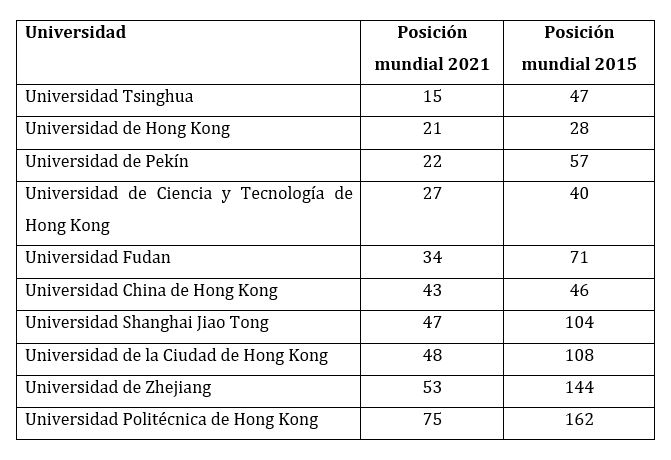 Universidad Posición Posición
mundial 2021 mundial 2015
Universidad Tsinghua 15 47
Universidad de Hong Kong 21 28
Universidad de Pekín 22 57
Universidad de Ciencia y Tecnología de 27 40
Hong Kong
Universidad Fudan 34 71
Universidad China de Hong Kong 43 46
Universidad Shanghai Jiao Tong 47 104
Universidad de la Ciudad de Hong Kong 48 108
Universidad de Zhejiang 53 144
Universidad Politécnica de Hong Kong 75 162